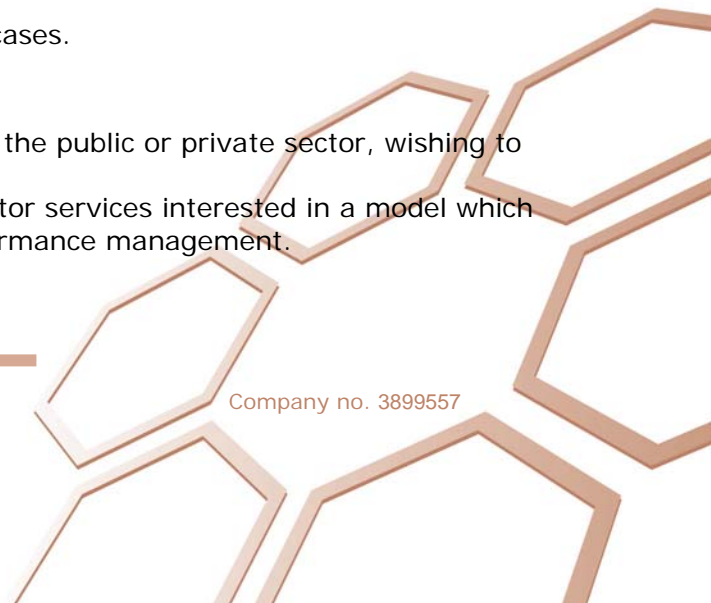 cases.
the public or private sector, wishing to
tor services interested in a model which
rmance management.
Company no. 3899557